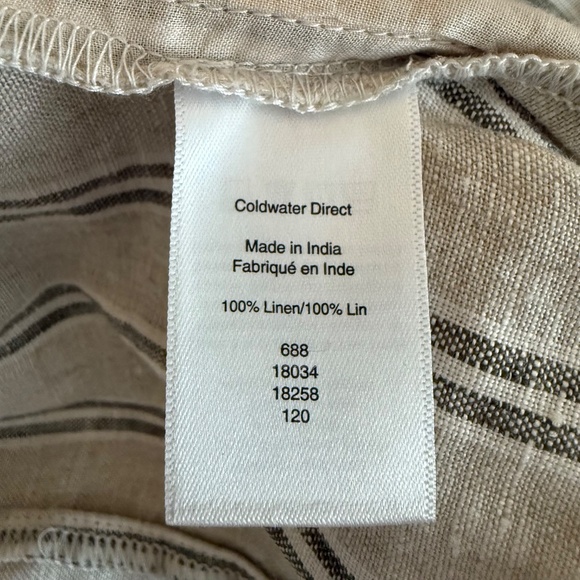 Coldwater Direct
Made in India
Fabriqué en Inde
100% Linen/100% Lin
688
18034
18258
120